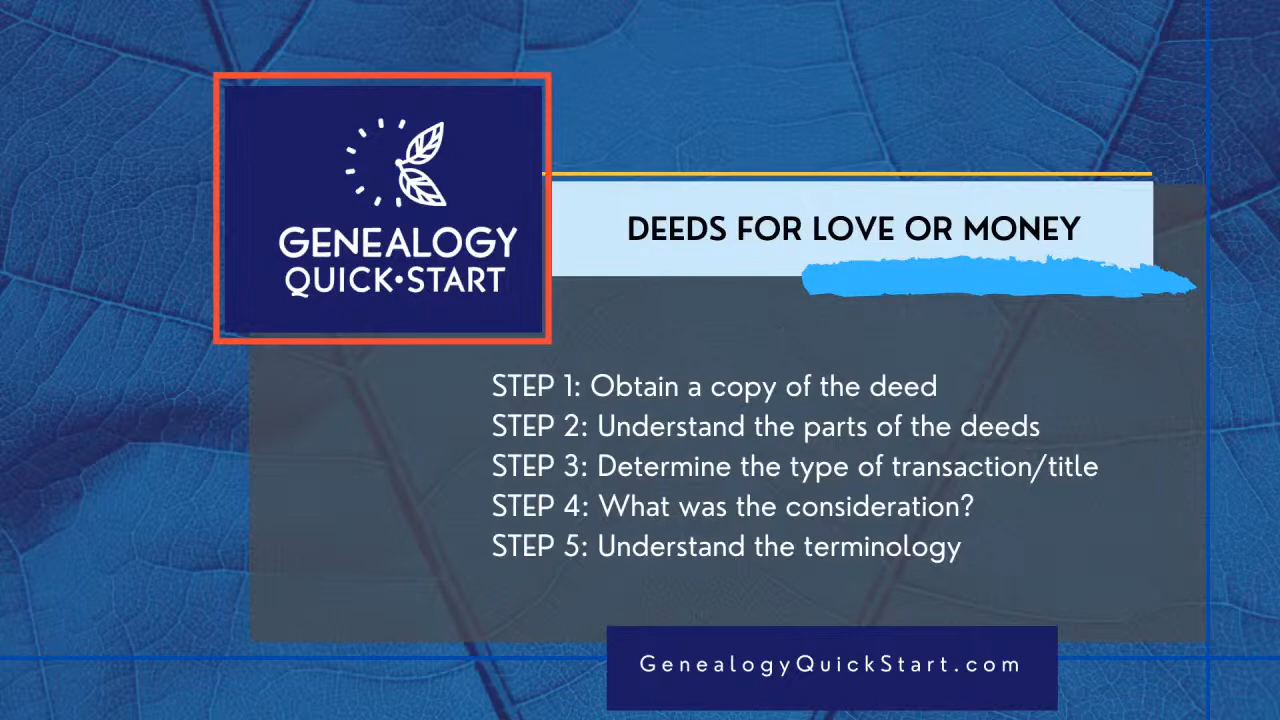 GENEALOGY
QUICK•START
DEEDS FOR LOVE OR MONEY
STEP 1: Obtain a copy of the deed
STEP 2: Understand the parts of the deeds
STEP 3: Determine the type of transaction/title
STEP 4: What was the consideration?
STEP 5: Understand the terminology
GenealogyQuickStart.com